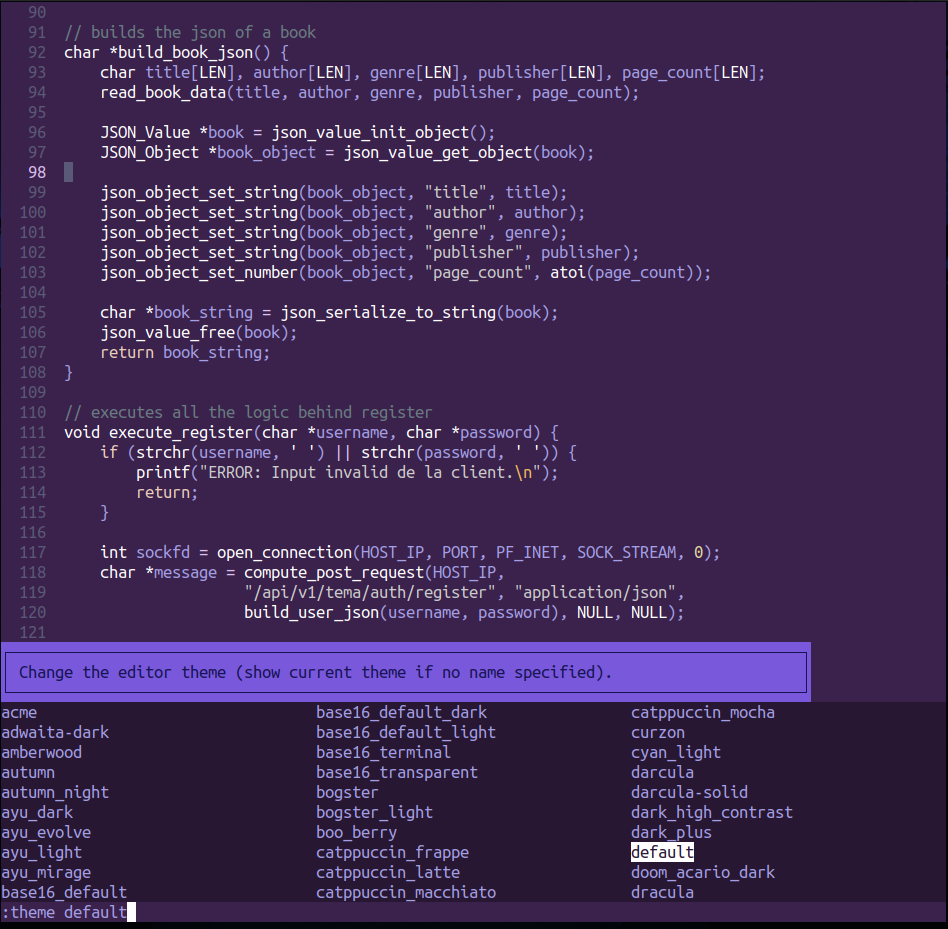 90
91 // builds the json of a book
92 char *build_book_json() {
93     char title[LEN], author[LEN], genre[LEN], publisher[LEN], page_count[LEN];
94     read_book_data(title, author, genre, publisher, page_count);
95
96     JSON_Value *book = json_value_init_object();
97     JSON_Object *book_object = json_value_get_object(book);
98
99     json_object_set_string(book_object, "title", title);
100     json_object_set_string(book_object, "author", author);
101     json_object_set_string(book_object, "genre", genre);
102     json_object_set_string(book_object, "publisher", publisher);
103     json_object_set_number(book_object, "page_count", atoi(page_count));
104
105     char *book_string = json_serialize_to_string(book);
106     json_value_free(book);
107     return book_string;
108 }
109
110 // executes all the logic behind register
111 void execute_register(char *username, char *password) {
112     if (strchr(username, ' ') || strchr(password, ' ')) {
113         printf("ERROR: Input invalid de la client.\n");
114         return;
115     }
116
117     int sockfd = open_connection(HOST_IP, PORT, PF_INET, SOCK_STREAM, 0);
118     char *message = compute_post_request(HOST_IP,
119                     "/api/v1/tema/auth/register", "application/json",
120                     build_user_json(username, password), NULL, NULL);
121
Change the editor theme (show current theme if no name specified).
acme base16_default_dark catppuccin_mocha
adwaita-dark base16_default_light curzon
amberwood base16_terminal cyan_light
autumn base16_transparent darcula
autumn_night bogster darcula-solid
ayu_dark bogster_light dark_high_contrast
ayu_evolve boo_berry dark_plus
ayu_light catppuccin_frappe default
ayu_mirage catppuccin_latte doom_acario_dark
base16_default catppuccin_macchiato dracula
:theme default